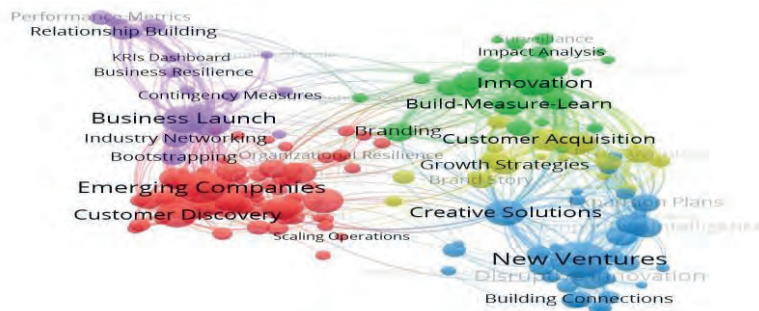 Performance Metrics
Relationship Building
KRIs Dashboard
Business Resilience
Contingency Measures
Business Launch
Industry Networking
Bootstrapping
Organizational Resilience
Emerging Companies
Customer Discovery
Scaling Operations
Surveillance
Impact Analysis
Innovation
Build-Measure-Learn
Branding
Customer Acquisition
Growth Strategies
Brand Story
Creative Solutions
Expansion Plans
New Ventures
Disruptive Innovation
Building Connections